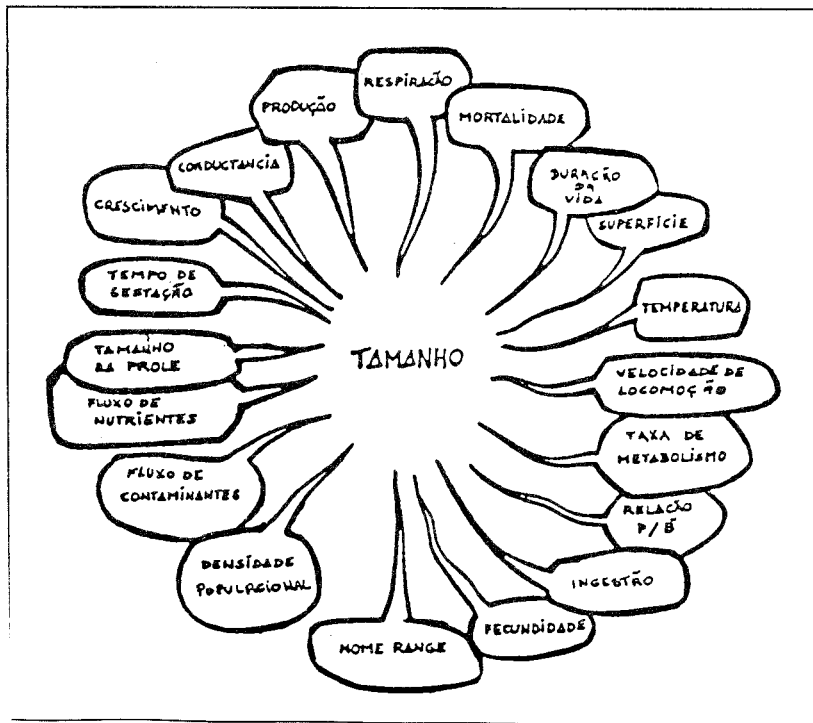 RESPIRAÇÃO
PRODUÇÃO
MORTALIDADE
CONDUCTANCIA
DURAÇÃO
DA
VIDA
CRESCIMENTO
SUPERFÍCIE
TEMPO DE
GESTAÇÃO
TEMPERATURA
TAMANHO
DA PROLE
TAMANHO
VELOCIDADE DE
LOCOMOÇÃO
FLUXO DE
NUTRIENTES
TAXA DE
METABOLISMO
FLUXO DE
CONTAMINANTES
RELAÇÃO
P/B
DENSIDADE
POPULACIONAL
INGESTÃO
FECUNDIDADE
HOME RANGE